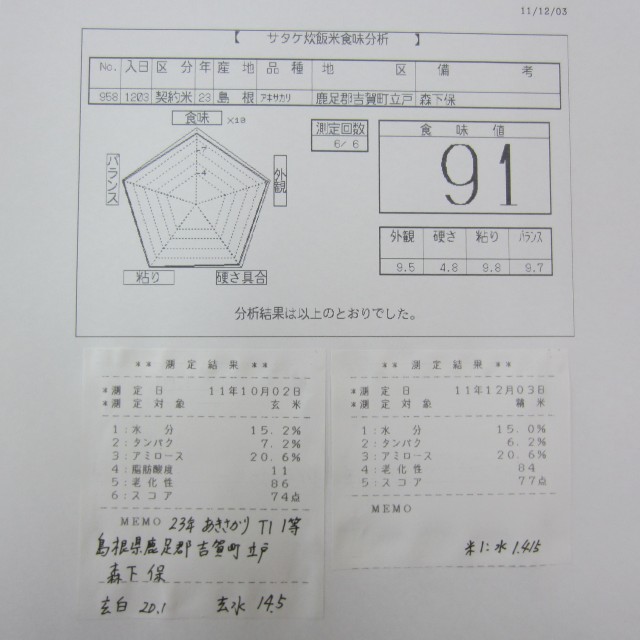 11/12/03
【 サタケ炊飯米食味分析 】
No. 入日 区分 年 産地 品種 地区 備考
958 1203 契約米 23 島根 アキサカリ 鹿足郡吉賀町立戸 森下保
食味 ×10
7
4
バランス
外観
粘り
硬さ具合
測定回数
6/ 6
食味値
91
外観 硬さ 粘り バランス
9.5 4.8 9.8 9.7
分析結果は以上のとおりでした。
** 測定結果 **
*測定日 11年10月02日
*測定対象 玄米
1:水分 15.2%
2:タンパク 7.2%
3:アミロース 20.6%
4:脂肪酸度 11
5:老化性 86
6:スコア 74点
MEMO 23年 あきさかり T1 1等
島根県鹿足郡吉賀町立戸
森下保
玄白 20.1 玄水 14.5
** 測定結果 **
*測定日 11年12月03日
*測定対象 精米
1:水分 15.0%
2:タンパク 6.2%
3:アミロース 20.6%
4:老化性 84
5:スコア 77点
MEMO
米1:水 1.415